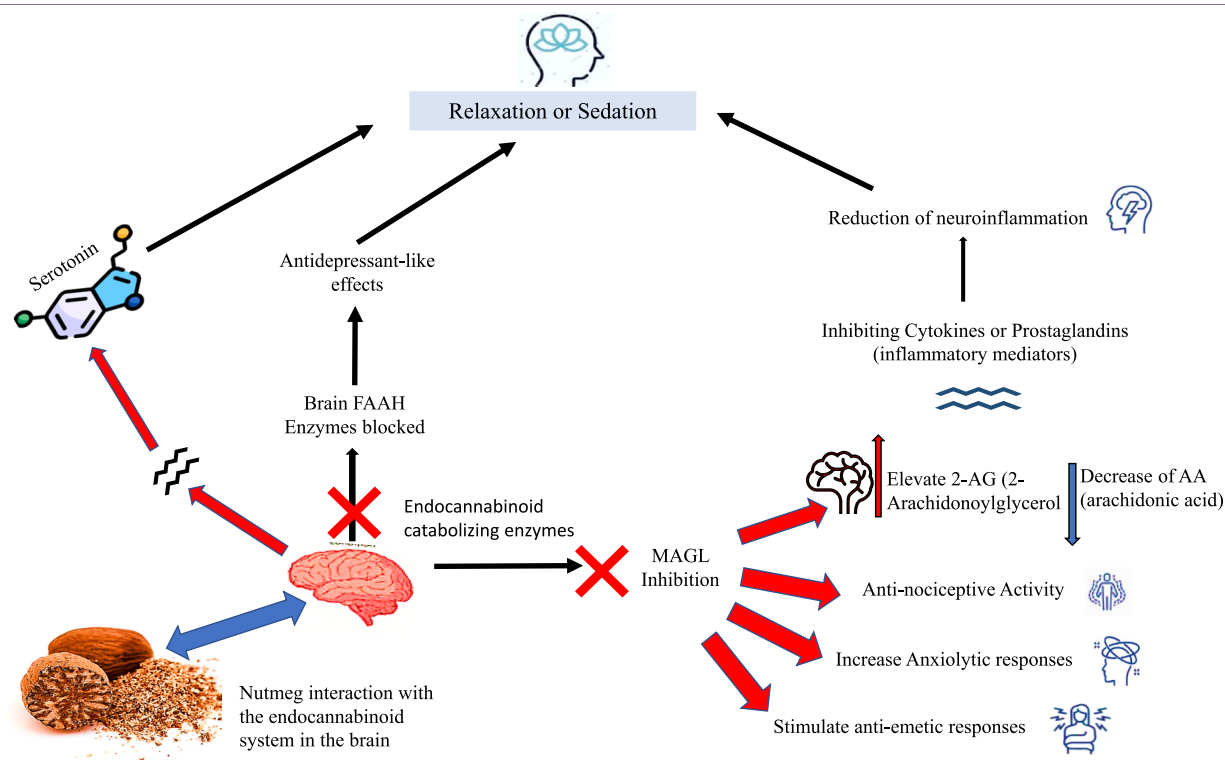 Relaxation or Sedation
Serotonin
Antidepressant-like
effects
Reduction of neuroinflammation
Inhibiting Cytokines or Prostaglandins
(inflammatory mediators)
Brain FAAH
Enzymes blocked
Endocannabinoid
catabolizing enzymes
MAGL
Inhibition
Elevate 2-AG (2-
Arachidonoylglycerol
Decrease of AA
(arachidonic acid)
Anti-nociceptive Activity
Increase Anxiolytic responses
Stimulate anti-emetic responses
Nutmeg interaction with
the endocannabinoid
system in the brain